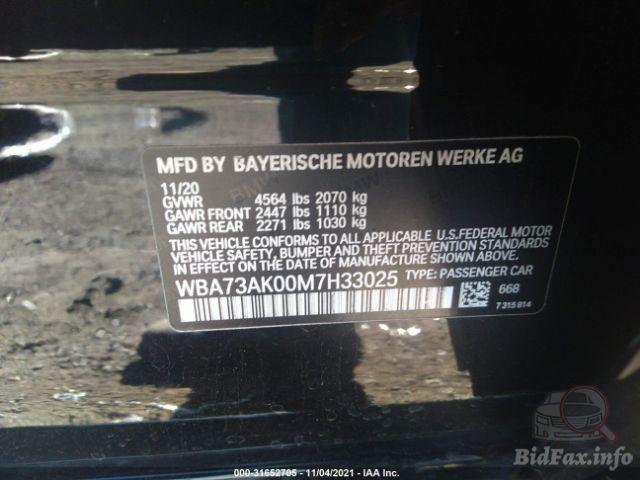 MFD BY BAYERISCHE MOTOREN WERKE AG
11/20
GVWR 4564 lbs 2070 kg
GAWR FRONT 2447 lbs 1110 kg
GAWR REAR 2271 lbs 1030 kg
THIS VEHICLE CONFORMS TO ALL APPLICABLE U.S.FEDERAL MOTOR
VEHICLE SAFETY, BUMPER AND THEFT PREVENTION STANDARDS
IN EFFECT ON THE DATE OF MANUFACTURE SHOWN ABOVE.
WBA73AK00M7H33025 TYPE: PASSENGER CAR
668
7315814
BidFax.info
000-31652705 - 11/04/2021 - IAA Inc.